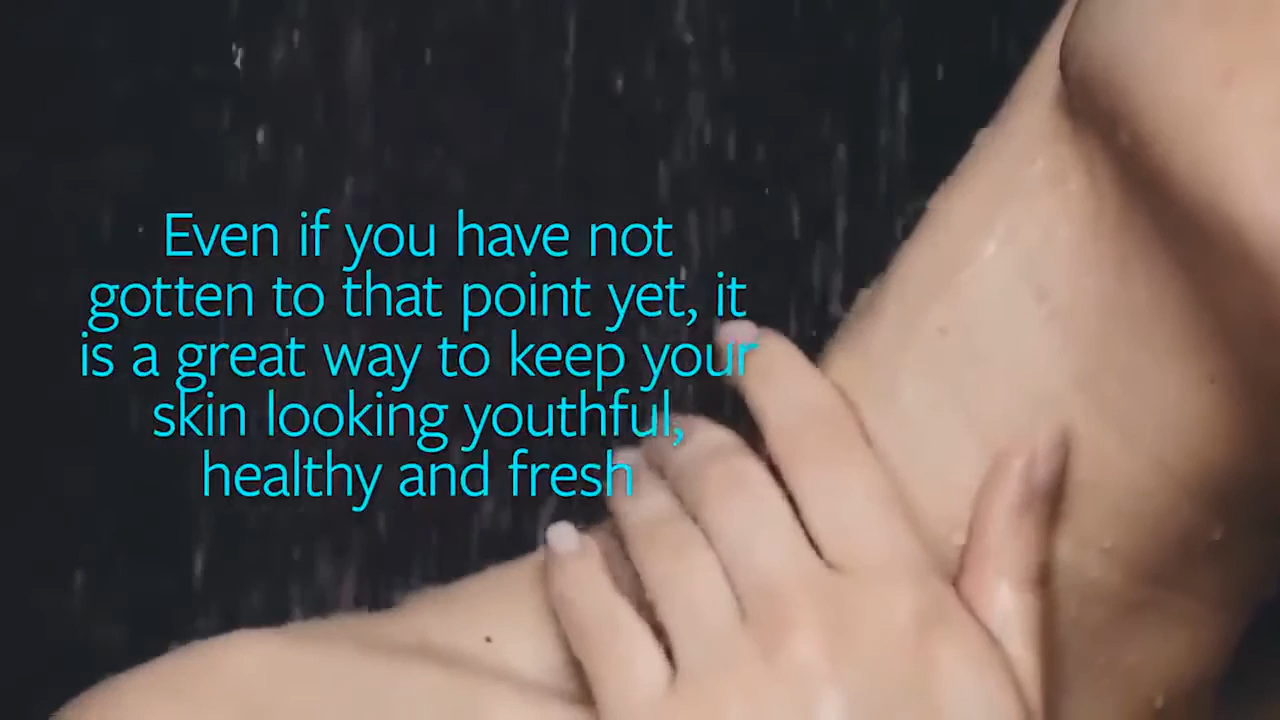 Even if you have not
gotten to that point yet, it
is a great way to keep your
skin looking youthful,
healthy and fresh